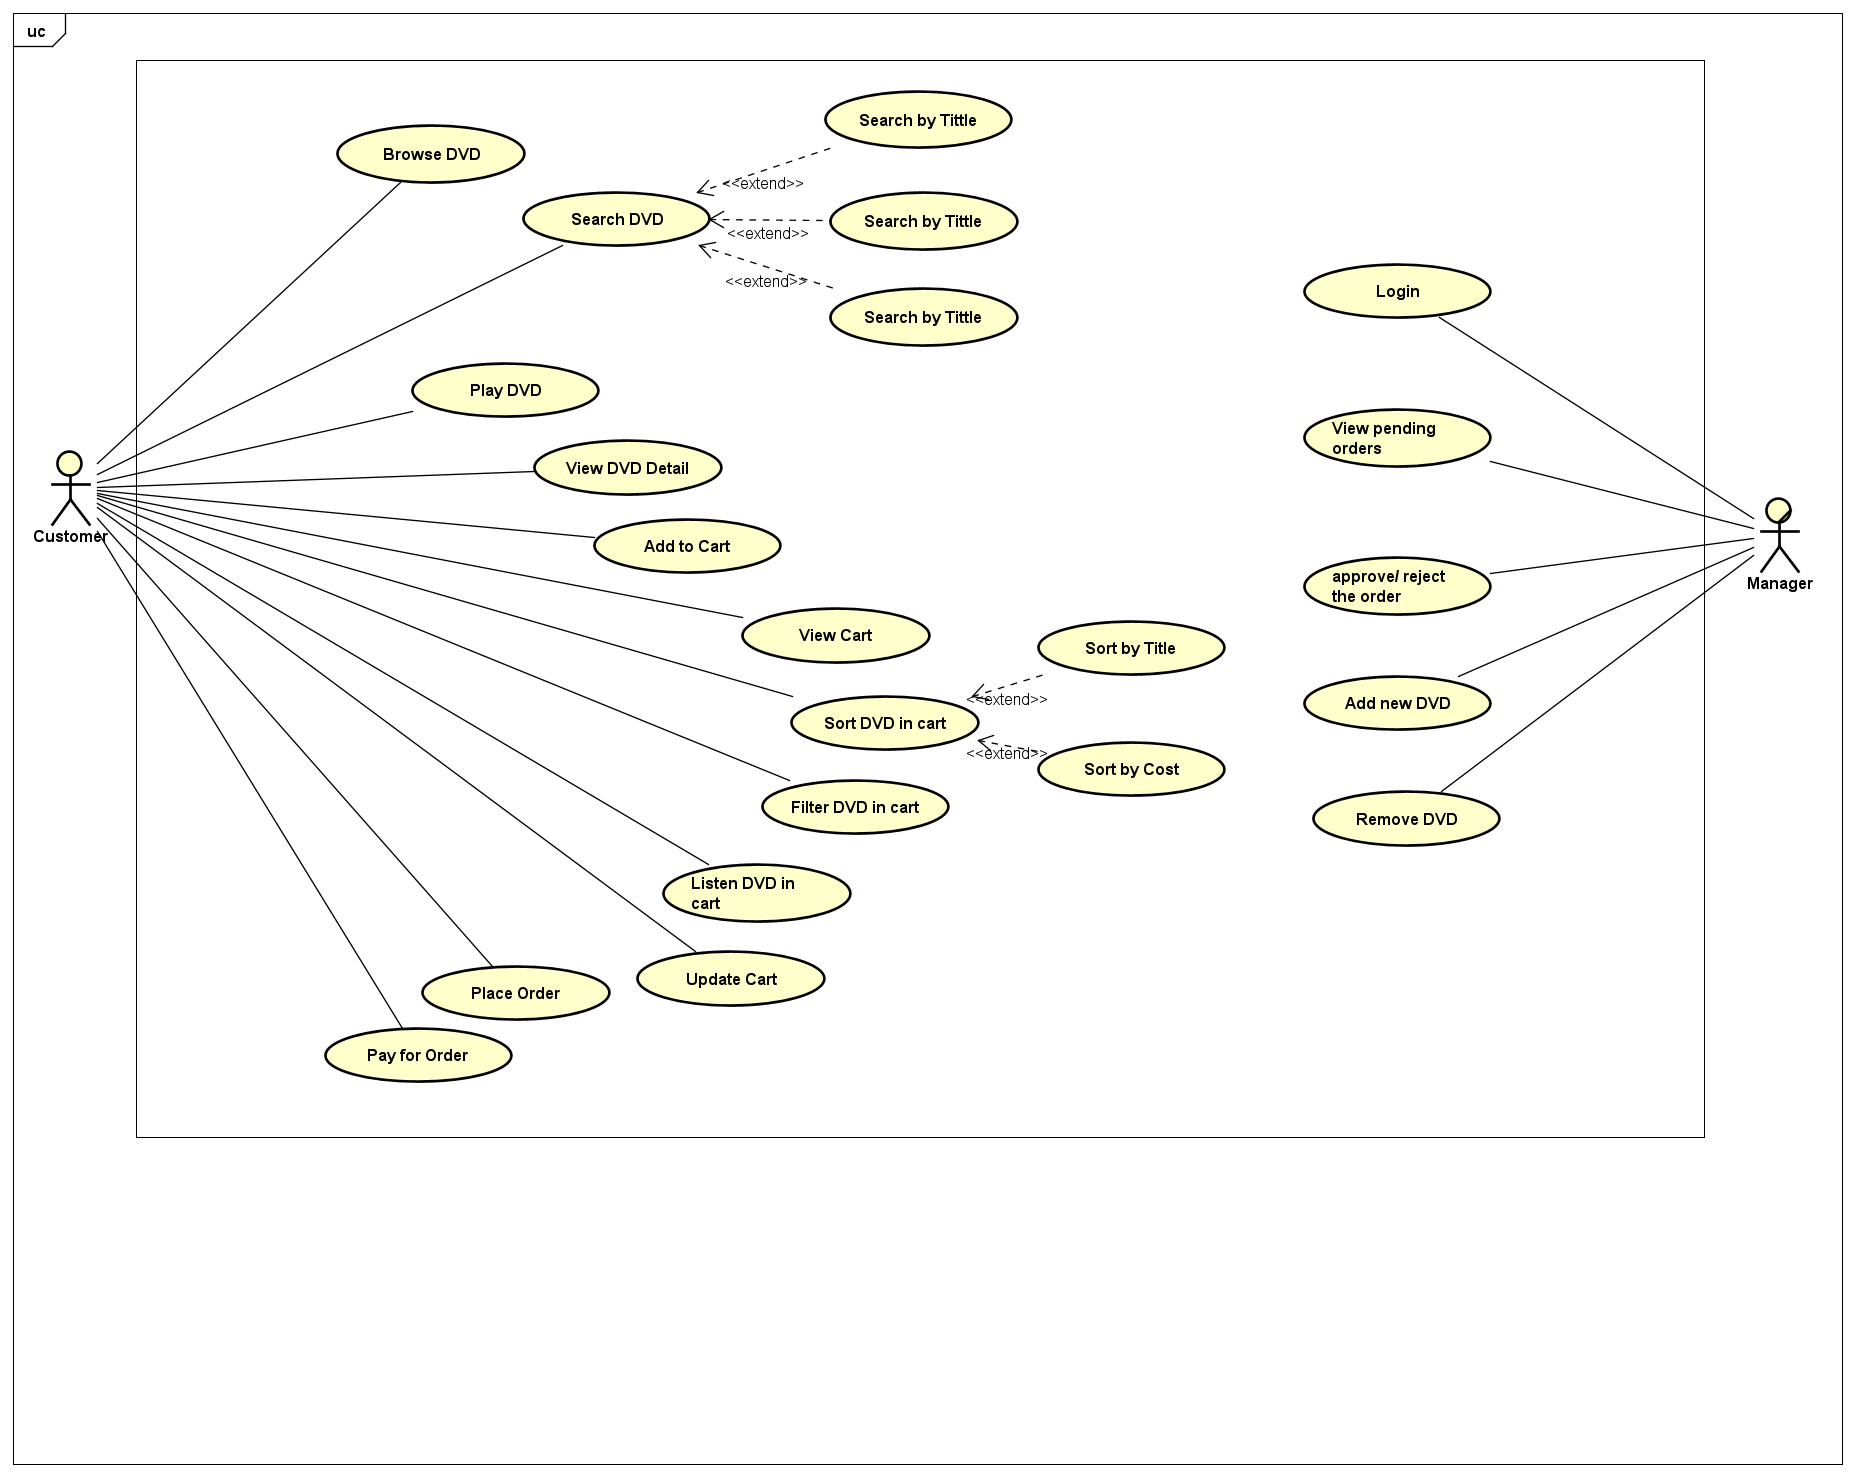 uc
Browse DVD
Search by Tittle
<<extend>>
Search DVD
Search by Tittle
<<extend>>
<<extend>>
Search by Tittle
Login
Play DVD
View pending
orders
View DVD Detail
Customer
Add to Cart
approve/ reject
the order
Manager
View Cart
Sort by Title
<<extend>>
Sort DVD in cart
Add new DVD
<<extend>>
Sort by Cost
Filter DVD in cart
Remove DVD
Listen DVD in
cart
Update Cart
Place Order
Pay for Order